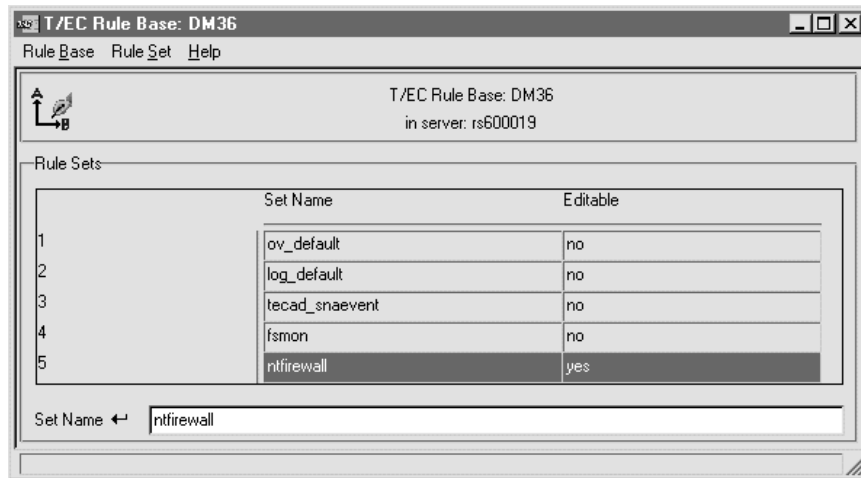 T/EC Rule Base: DM36
Rule Base Rule Set Help
A
B
T/EC Rule Base: DM36
in server: rs600019
Rule Sets
Set Name Editable
1 ov_default no
2 log_default no
3 tecad_snaevent no
4 fsmon no
5 ntfirewall yes
Set Name ntfirewall